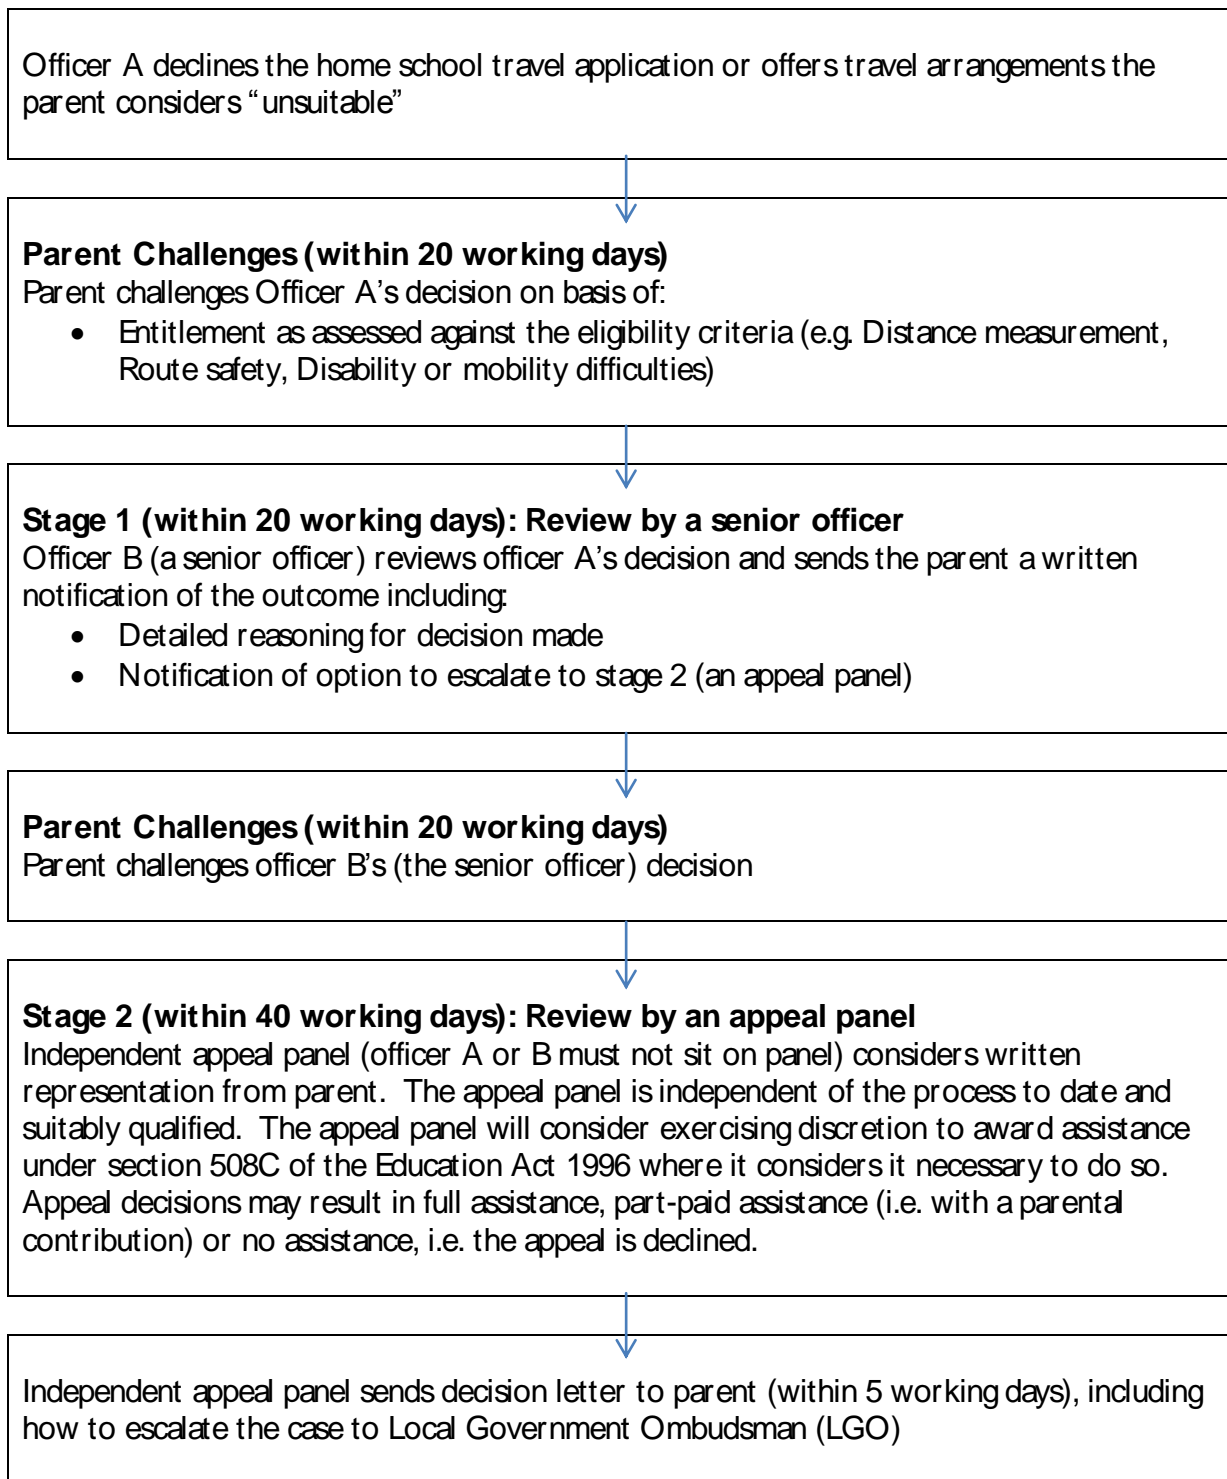 Officer A declines the home school travel application or offers travel arrangements the
parent considers “unsuitable”
Parent Challenges (within 20 working days)
Parent challenges Officer A’s decision on basis of:
• Entitlement as assessed against the eligibility criteria (e.g. Distance measurement,
Route safety, Disability or mobility difficulties)
Stage 1 (within 20 working days): Review by a senior officer
Officer B (a senior officer) reviews officer A’s decision and sends the parent a written
notification of the outcome including:
• Detailed reasoning for decision made
• Notification of option to escalate to stage 2 (an appeal panel)
Parent Challenges (within 20 working days)
Parent challenges officer B’s (the senior officer) decision
Stage 2 (within 40 working days): Review by an appeal panel
Independent appeal panel (officer A or B must not sit on panel) considers written
representation from parent. The appeal panel is independent of the process to date and
suitably qualified. The appeal panel will consider exercising discretion to award assistance
under section 508C of the Education Act 1996 where it considers it necessary to do so.
Appeal decisions may result in full assistance, part-paid assistance (i.e. with a parental
contribution) or no assistance, i.e. the appeal is declined.
Independent appeal panel sends decision letter to parent (within 5 working days), including
how to escalate the case to Local Government Ombudsman (LGO)